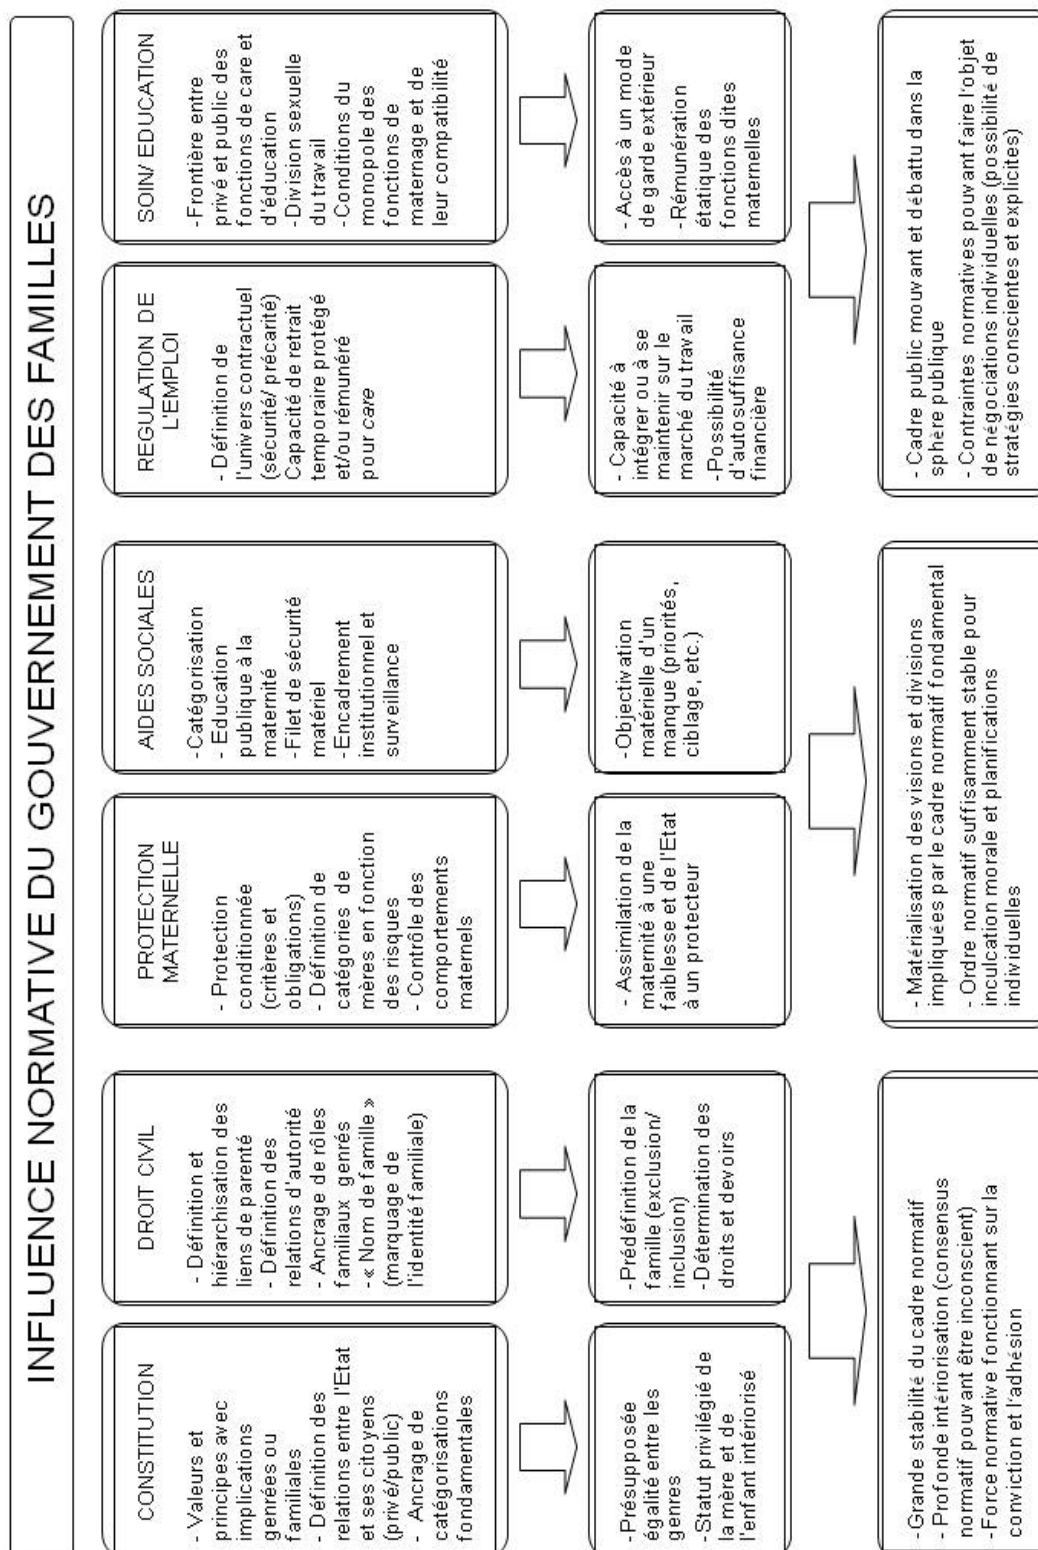 INFLUENCE NORMATIVE DU GOUVERNEMENT DES FAMILLES
CONSTITUTION
- Valeurs et
principes avec
implications
genrées ou
familiales
- Définition des
relations entre l'Etat
et ses citoyens
(privé/public)
- Ancrage de
catégorisations
fondamentales
DROIT CIVIL
- Définition et
hiérarchisation des
liens de parenté
- Définition des
relations d'autorité
- Ancrage de rôles
familiaux genrés
- « Nom de famille »
(marquage de
l'identité familiale)
PROTECTION
MATERNELLE
- Protection
conditionnée
(critères et
obligations)
- Définition de
catégories de
mères en fonction
des risques
- Contrôle des
comportements
maternels
AIDES SOCIALES
- Catégorisation
- Education
publique à la
maternité
- Filet de sécurité
matériel
- Encadrement
institutionnel et
surveillance
REGULATION DE
L'EMPLOI
- Définition de
l'univers contractuel
(sécurité/ précarité)
- Capacité de retrait
temporaire protégé
et/ou rémunéré
pour care
SOIN/ EDUCATION
- Frontière entre
privé et public des
fonctions de care et
d'éducation
- Division sexuelle
du travail
- Conditions du
monopole des
fonctions de
maternage et de
leur compatibilité
- Présupposée
égalité entre les
genres
- Statut privilégié de
la mère et de
l'enfant intériorisé
- Prédéfinition de la
famille (exclusion/
inclusion)
- Détermination des
droits et devoirs
- Assimilation de la
maternité à une
faiblesse et de l'Etat
à un protecteur
- Objectivation
matérielle d'un
manque (priorités,
ciblage, etc.)
- Capacité à
intégrer ou à se
maintenir sur le
marché du travail
- Possibilité
d'autosuffisance
financière
- Accès à un mode
de garde extérieur
- Rémunération
étatique des
fonctions dites
maternelles
- Grande stabilité du cadre normatif
- Profonde intériorisation (consensus
normatif pouvant être inconscient)
- Force normative fonctionnant sur la
conviction et l'adhésion
- Matérialisation des visions et divisions
impliquées par le cadre normatif fondamental
- Ordre normatif suffisamment stable pour
inculcation morale et planifications
individuelles
- Cadre public mouvant et débattu dans la
sphère publique
- Contraintes normatives pouvant faire l'objet
de négociations individuelles (possibilité de
stratégies conscientes et explicites)